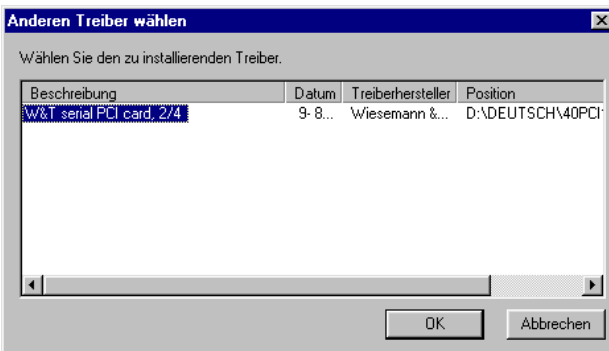 Anderen Treiber wählen
Wählen Sie den zu installierenden Treiber.
Beschreibung Datum Treiberhersteller Position
W&T serial PCI card, 2/4 9- 8... Wiesemann &... D:\DEUTSCH\40PCI
OK Abbrechen